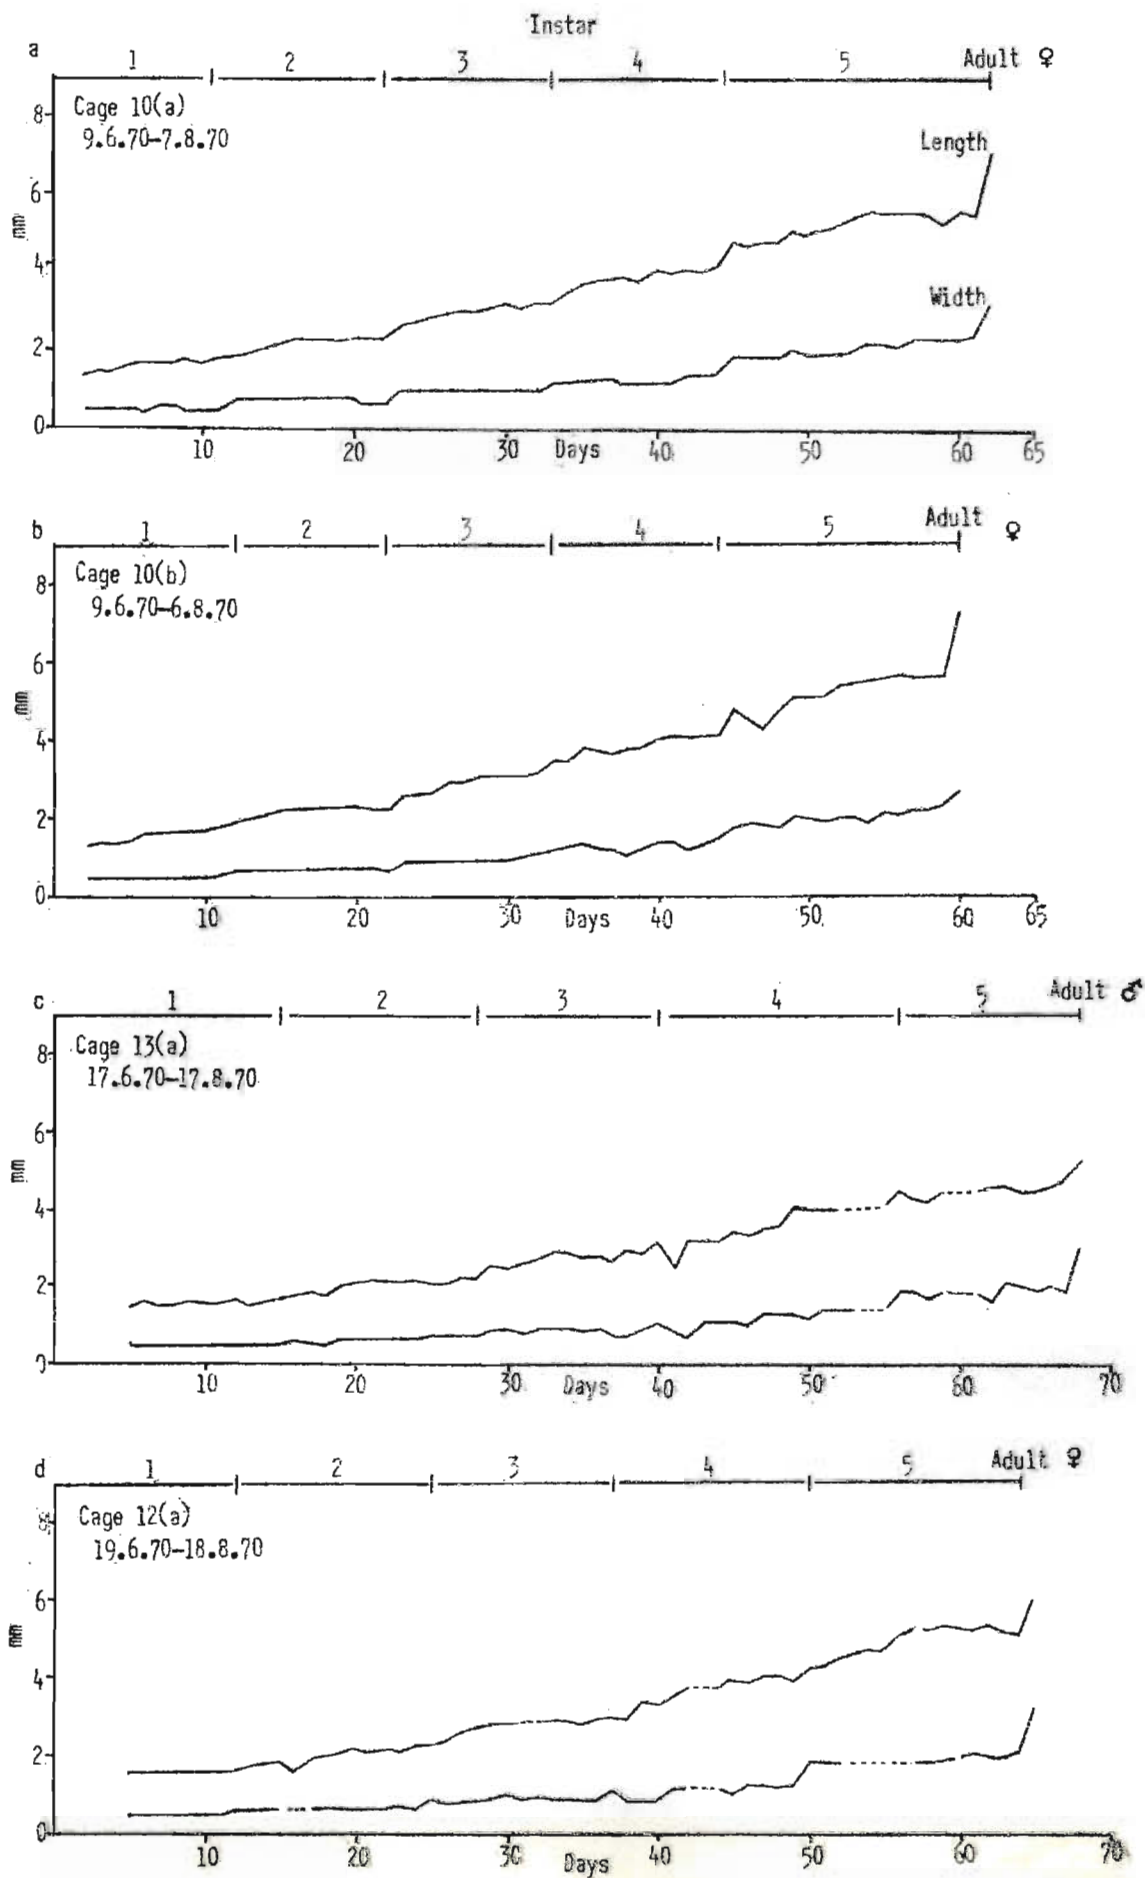 Instar
a 1 2 3 4 5 Adult ♀
Cage 10(a)
9.6.70-7.8.70
8
Length
6
mm
4
Width
2
0
10 20 30 Days 40 50 60 65
b 1 2 3 4 5 Adult ♀
Cage 10(b)
9.6.70-6.8.70
8
6
mm
4
2
0
10 20 30 Days 40 50 60 65
c 1 2 3 4 5 Adult ♂
Cage 13(a)
17.6.70-17.8.70
8
6
mm
4
2
0
10 20 30 Days 40 50 60 70
d 1 2 3 4 5 Adult ♀
Cage 12(a)
19.6.70-18.8.70
8
6
mm
4
2
0
10 20 30 Days 40 50 60 70